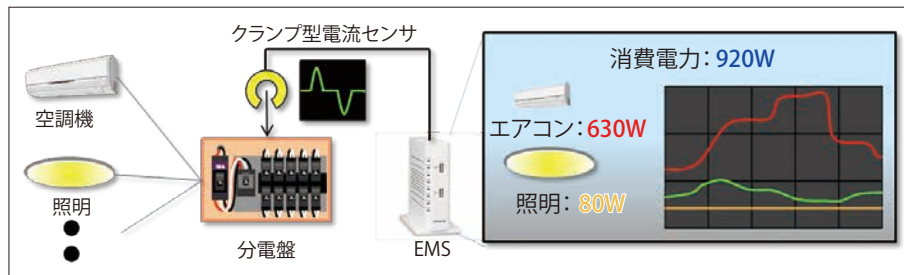 クランプ型電流センサ
空調機
照明
分電盤
EMS
消費電力：920W
エアコン：630W
照明：80W